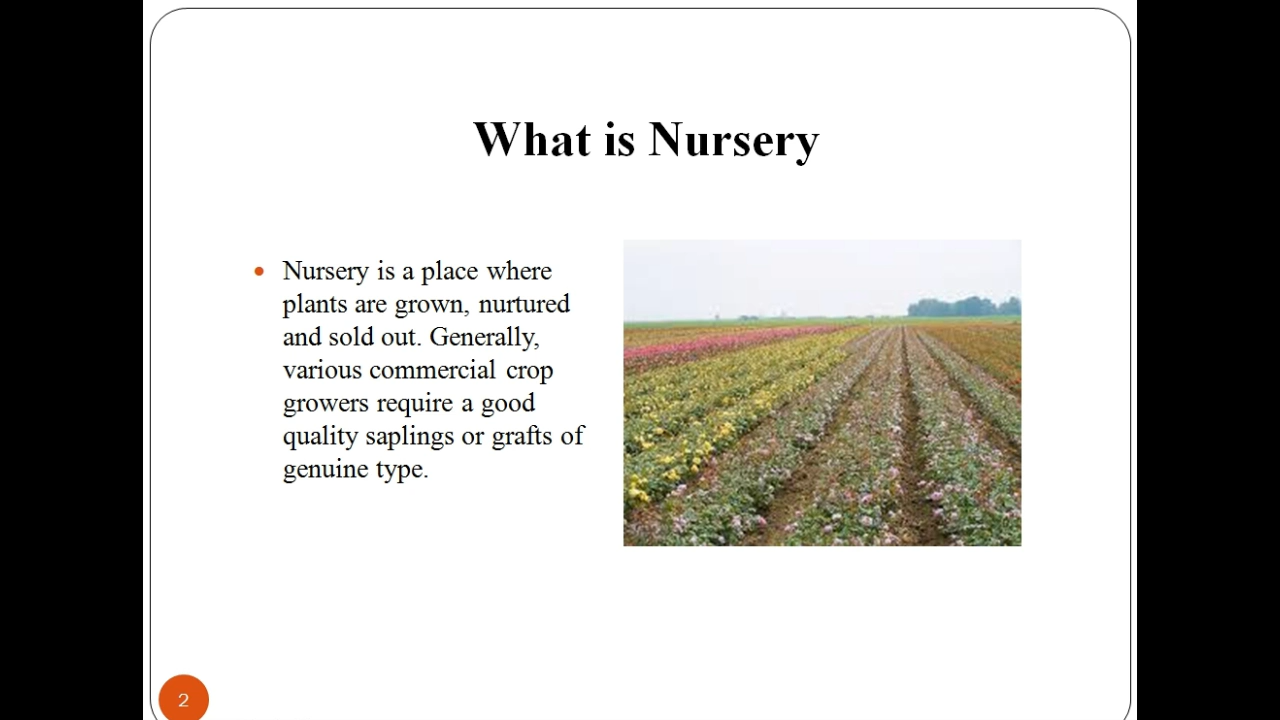 What is Nursery
Nursery is a place where
plants are grown, nurtured
and sold out. Generally,
various commercial crop
growers require a good
quality saplings or grafts of
genuine type.
2